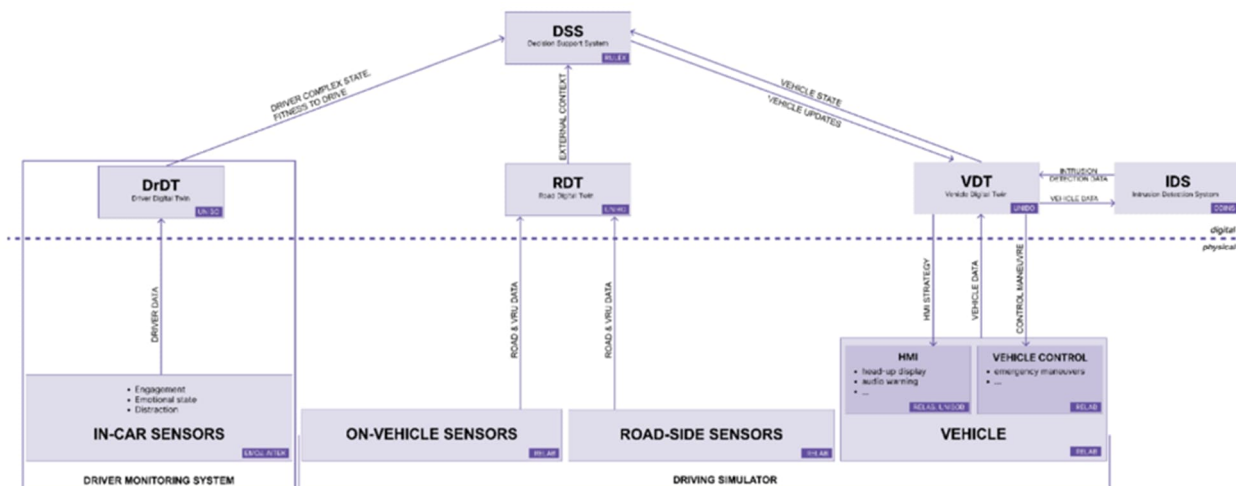 DSS
Decision Support System
RULEX
DRIVER COMPLEX STATE,
FITNESS TO DRIVE
EXTERNAL CONTEXT
VEHICLE STATE
VEHICLE UPDATES
DrDT
Driver Digital Twin
RDT
Road Digital Twin
VDT
Vehicle Digital Twin
INTRUSION
DETECTION DATA
VEHICLE DATA
IDS
Intrusion Detection System
digital
physical
DRIVER DATA
ROAD & VRU DATA
ROAD & VRU DATA
HMI STRATEGY
VEHICLE DATA
CONTROL MANEUVRE
• Engagement
• Emotional state
• Distraction
IN-CAR SENSORS
ON-VEHICLE SENSORS
RELAB
ROAD-SIDE SENSORS
RELAB
HMI
• head-up display
• audio warning
• ...
VEHICLE CONTROL
• emergency maneuvers
• ...
RELAB
VEHICLE
RELAB
DRIVER MONITORING SYSTEM
DRIVING SIMULATOR